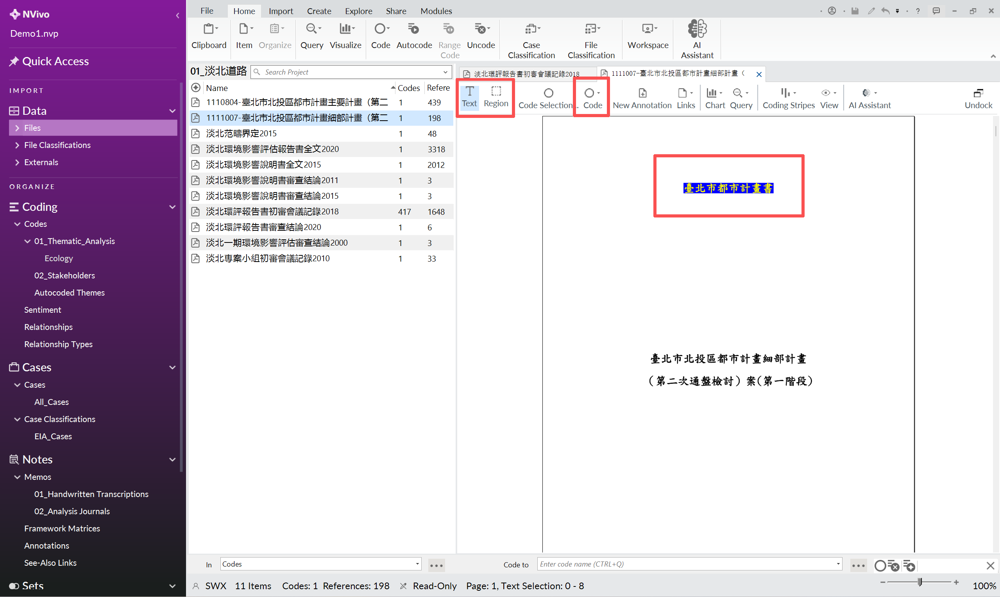 NVivo
Demo1.nvp
Quick Access
IMPORT
Data
Files
File Classifications
Externals
ORGANIZE
Coding
Codes
01_Thematic_Analysis
Ecology
02_Stakeholders
Autocoded Themes
Sentiment
Relationships
Relationship Types
Cases
Cases
All_Cases
Case Classifications
EIA_Cases
Notes
Memos
01_Handwritten Transcriptions
02_Analysis Journals
Framework Matrices
Annotations
See-Also Links
Sets
File Home Import Create Explore Share Modules
Clipboard Item Organize Query Visualize Code Autocode Range Code Uncode Case Classification File Classification Workspace AI Assistant
01_淡北道路 Search Project
Name Codes Refere
1110804-臺北市北投區都市計畫主要計畫（第二 1 439
1111007-臺北市北投區都市計畫細部計畫（第二 1 198
淡北范疇界定2015 1 48
淡北環境影響評估報告書全文2020 1 3318
淡北環境影響說明書全文2015 1 2012
淡北環境影響說明書審查結論2011 1 3
淡北環境影響說明書審查結論2015 1 3
淡北環評報告書初審會議記錄2018 417 1648
淡北環評報告書審查結論2020 1 6
淡北一期環境影響評估審查結論2000 1 3
淡北專案小組初審會議記錄2010 1 33
淡北環評報告書初審會議記錄2018 1111007-臺北市北投區都市計畫細部計畫（
Text Region Code Selection... Code New Annotation Links Chart Query Coding Stripes View AI Assistant Undock
臺北市都市計畫書
臺北市北投區都市計畫細部計畫
（第二次通盤檢討）案(第一階段)
In Codes Code to Enter code name (CTRL+Q)
SWX 11 Items Codes: 1 References: 198 Read-Only Page: 1, Text Selection: 0 - 8 100%